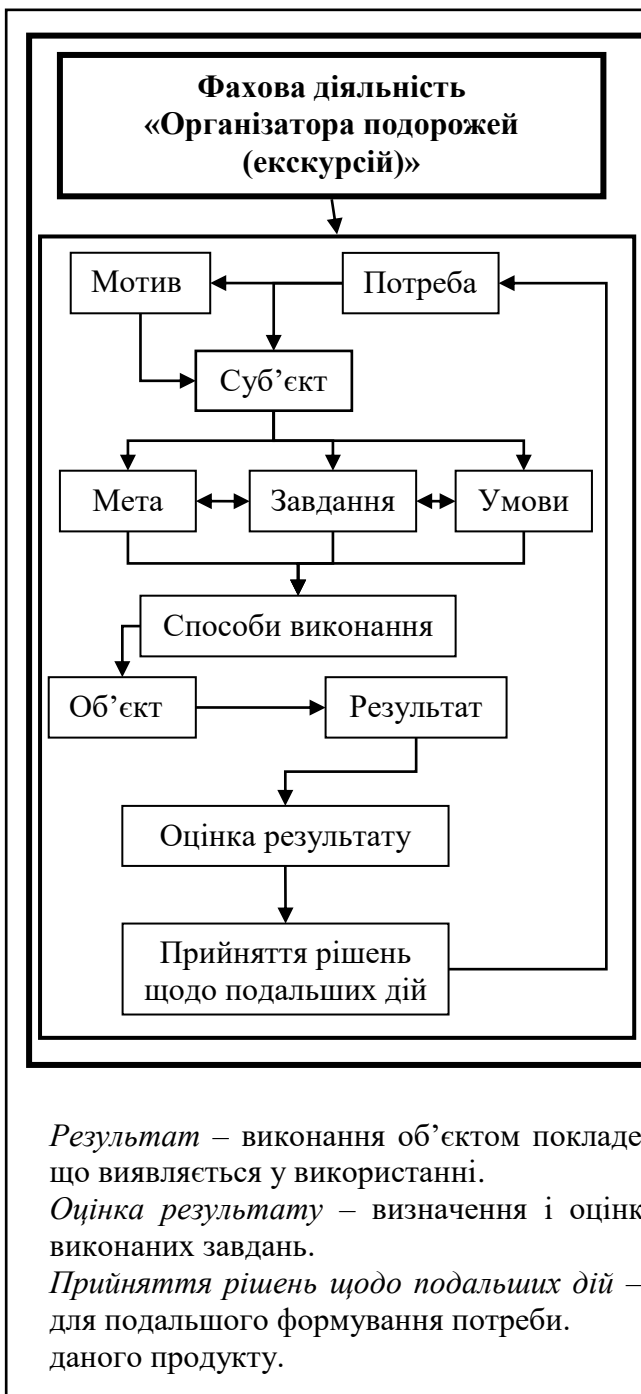 Фахова діяльність
«Організатора подорожей
(екскурсій)»
Мотив
Потреба
Суб’єкт
Мета
Завдання
Умови
Способи виконання
Об’єкт
Результат
Оцінка результату
Прийняття рішень
щодо подальших дій
Результат – виконання об’єктом покладе
що виявляється у використанні.
Оцінка результату – визначення і оцінк
виконаних завдань.
Прийняття рішень щодо подальших дій –
для подальшого формування потреби.
даного продукту.